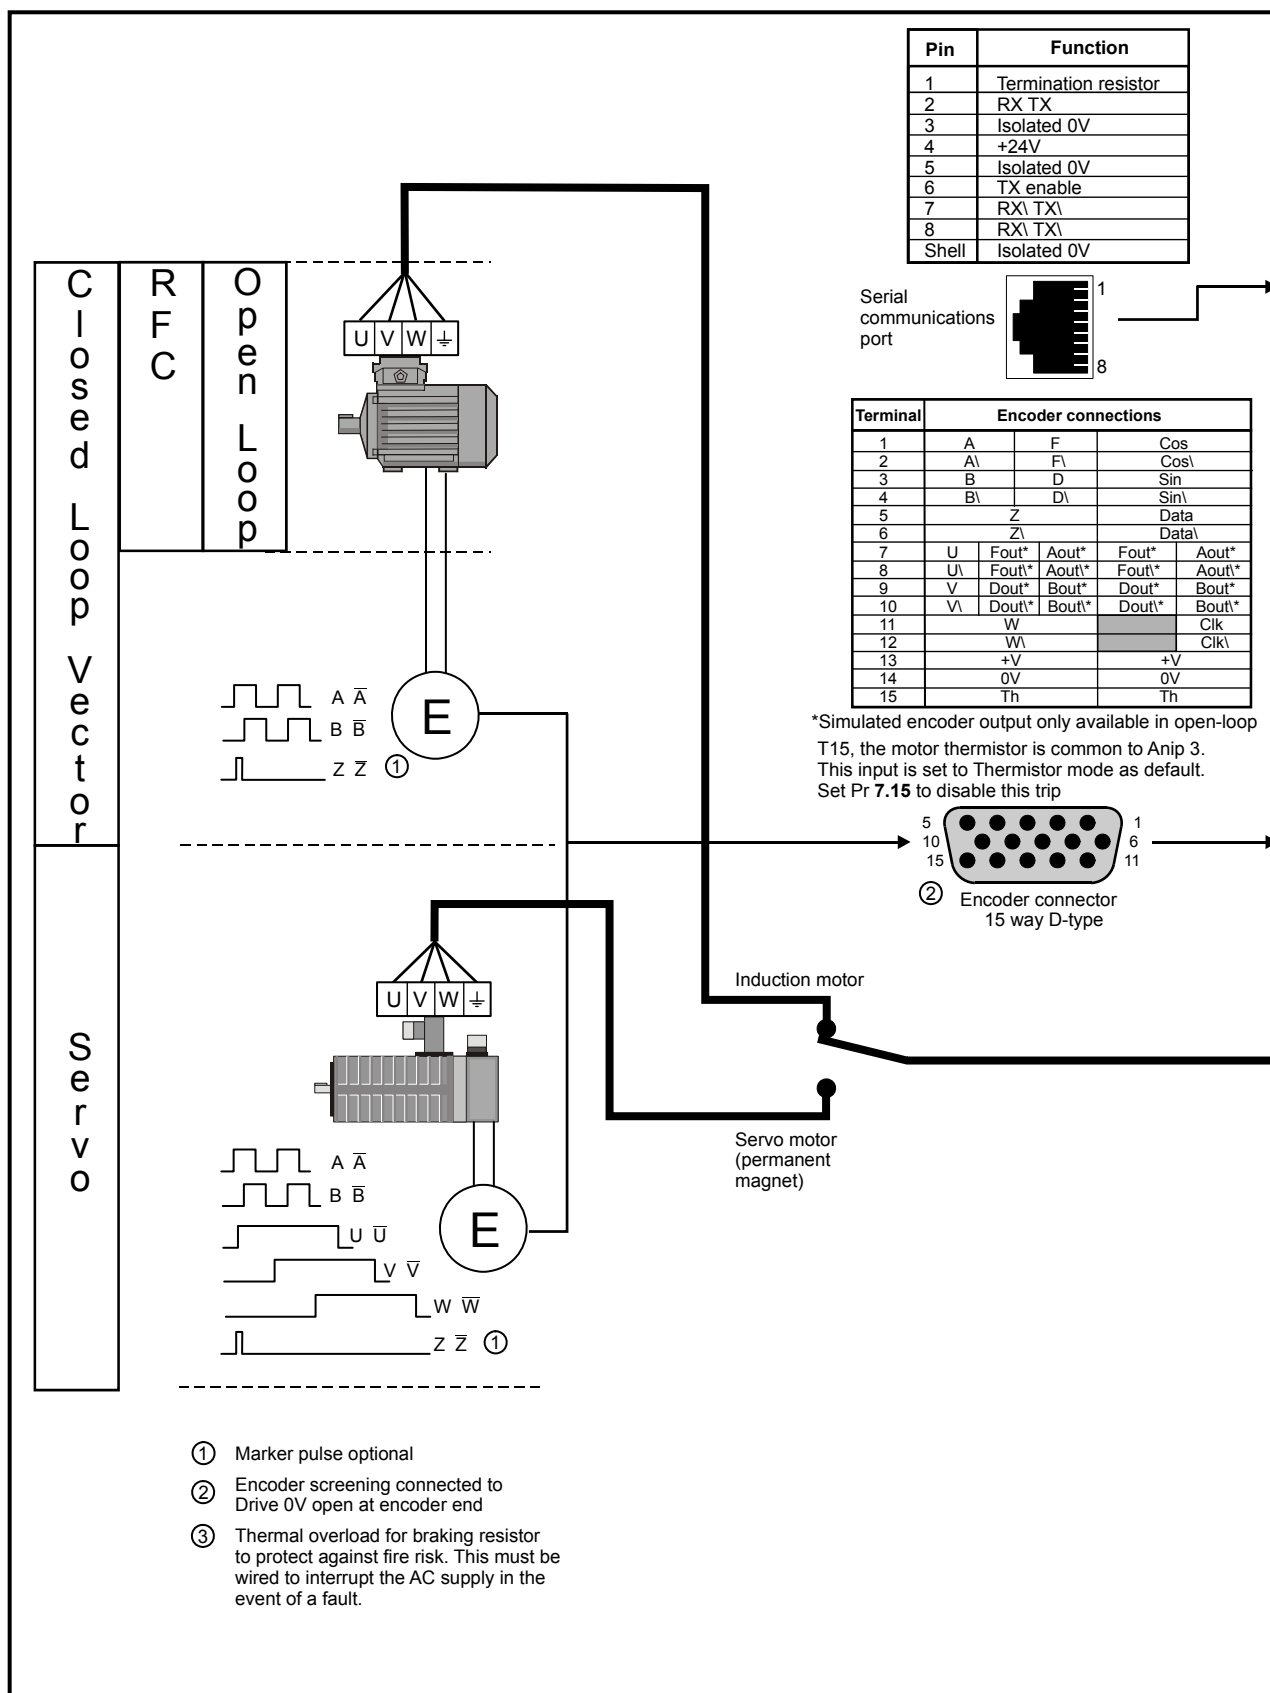 Pin Function
1 Termination resistor
2 RX TX
3 Isolated 0V
4 +24V
5 Isolated 0V
6 TX enable
7 RX\ TX\
8 RX\ TX\
Shell Isolated 0V
Serial
communications
port
1
8
Closed Loop Vector
RFC
Open Loop
U V W
Terminal Encoder connections
1 A F Cos
2 A\ F\ Cos\
3 B D Sin
4 B\ D\ Sin\
5 Z Data
6 Z\ Data\
7 U Fout* Aout* Fout* Aout*
8 U\ Fout\* Aout\* Fout\* Aout\*
9 V Dout* Bout* Dout* Bout*
10 V\ Dout\* Bout\* Dout\* Bout\*
11 W Clk
12 W\ Clk\
13 +V +V
14 0V 0V
15 Th Th
*Simulated encoder output only available in open-loop
T15, the motor thermistor is common to Anip 3.
This input is set to Thermistor mode as default.
Set Pr 7.15 to disable this trip
A A̅
B B̅
Z Z̅ ①
E
5 1
10 6
15 11
② Encoder connector
15 way D-type
Servo
U V W
Induction motor
Servo motor
(permanent
magnet)
A A̅
B B̅
U U̅
V V̅
W W̅
Z Z̅ ①
E
① Marker pulse optional
② Encoder screening connected to
Drive 0V open at encoder end
③ Thermal overload for braking resistor
to protect against fire risk. This must be
wired to interrupt the AC supply in the
event of a fault.